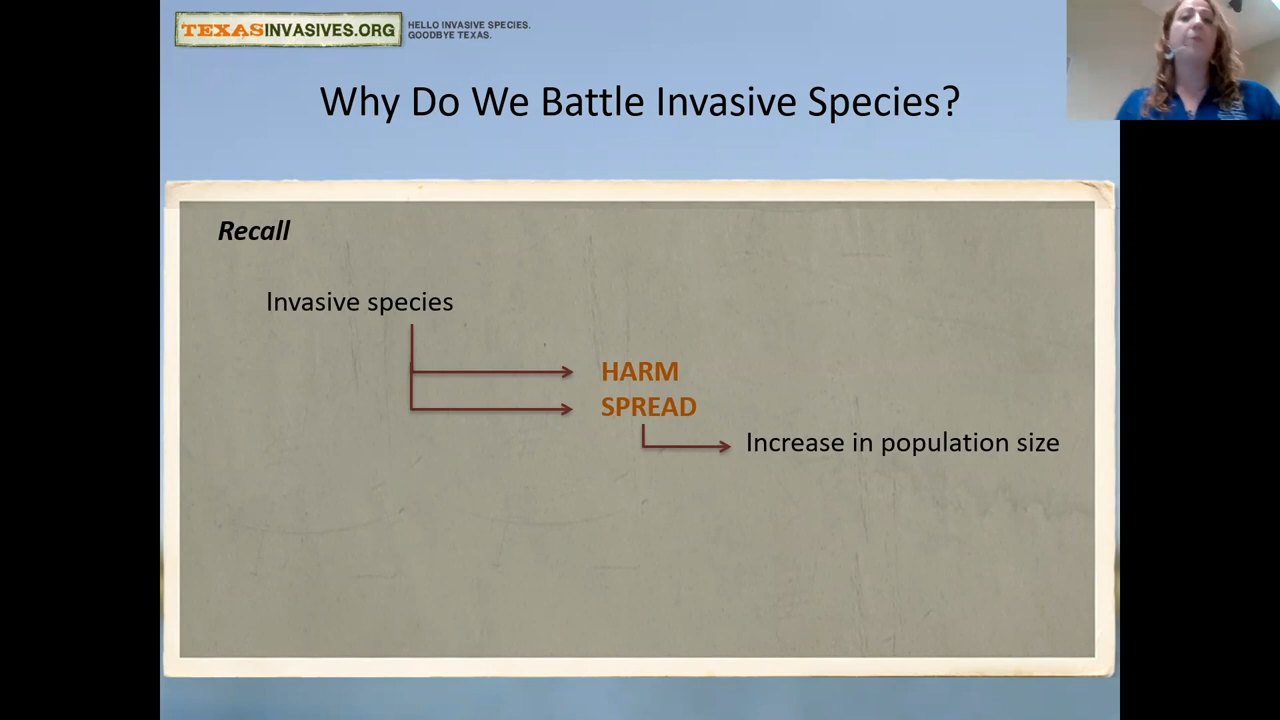 TEXASINVASIVES.ORG
HELLO INVASIVE SPECIES.
GOODBYE TEXAS.
Why Do We Battle Invasive Species?
Recall
Invasive species
HARM
SPREAD
Increase in population size